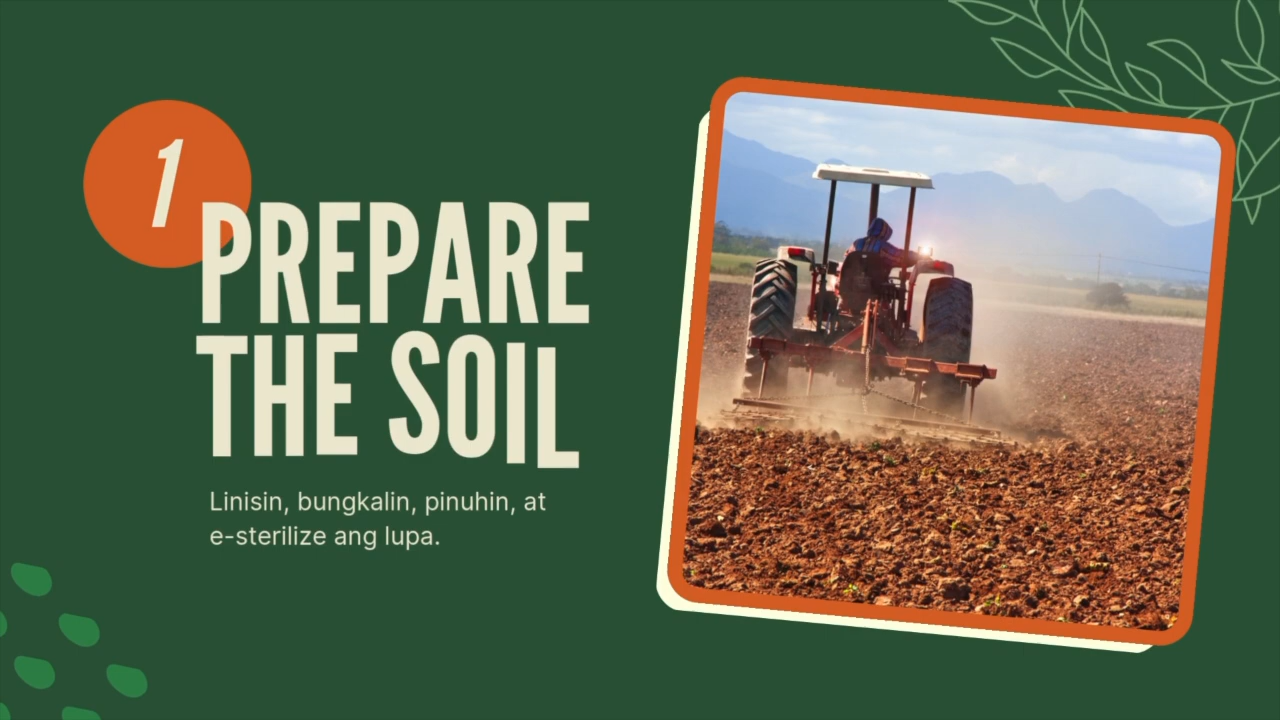 1
PREPARE
THE SOIL
Linisin, bungkalin, pinuhin, at
e-sterilize ang lupa.